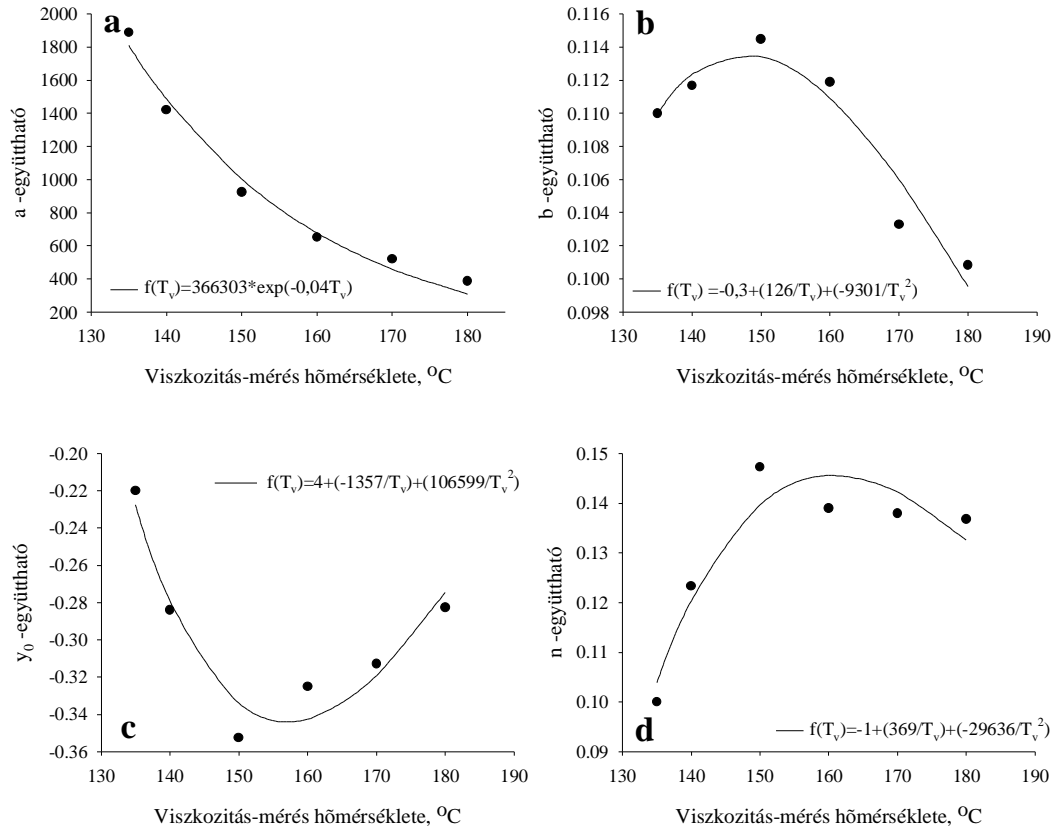 a
2000
1800
1600
1400
1200
1000
800
600
400
200
130 140 150 160 170 180
a -együttható
f(Tv)=366303*exp(-0,04Tv)
Viszkozitás-mérés hõmérséklete, OC
b
0.116
0.114
0.112
0.110
0.108
0.106
0.104
0.102
0.100
0.098
130 140 150 160 170 180 190
b -együttható
f(Tv) =-0,3+(126/Tv)+(-9301/Tv2)
Viszkozitás-mérés hõmérséklete, OC
-0.20
-0.22
-0.24
-0.26
-0.28
-0.30
-0.32
-0.34
-0.36
130 140 150 160 170 180 190
y0 -együttható
f(Tv)=4+(-1357/Tv)+(106599/Tv2)
c
Viszkozitás-mérés hõmérséklete, OC
0.15
0.14
0.13
0.12
0.11
0.10
0.09
130 140 150 160 170 180 190
n -együttható
d
f(Tv)=-1+(369/Tv)+(-29636/Tv2)
Viszkozitás-mérés hõmérséklete, OC